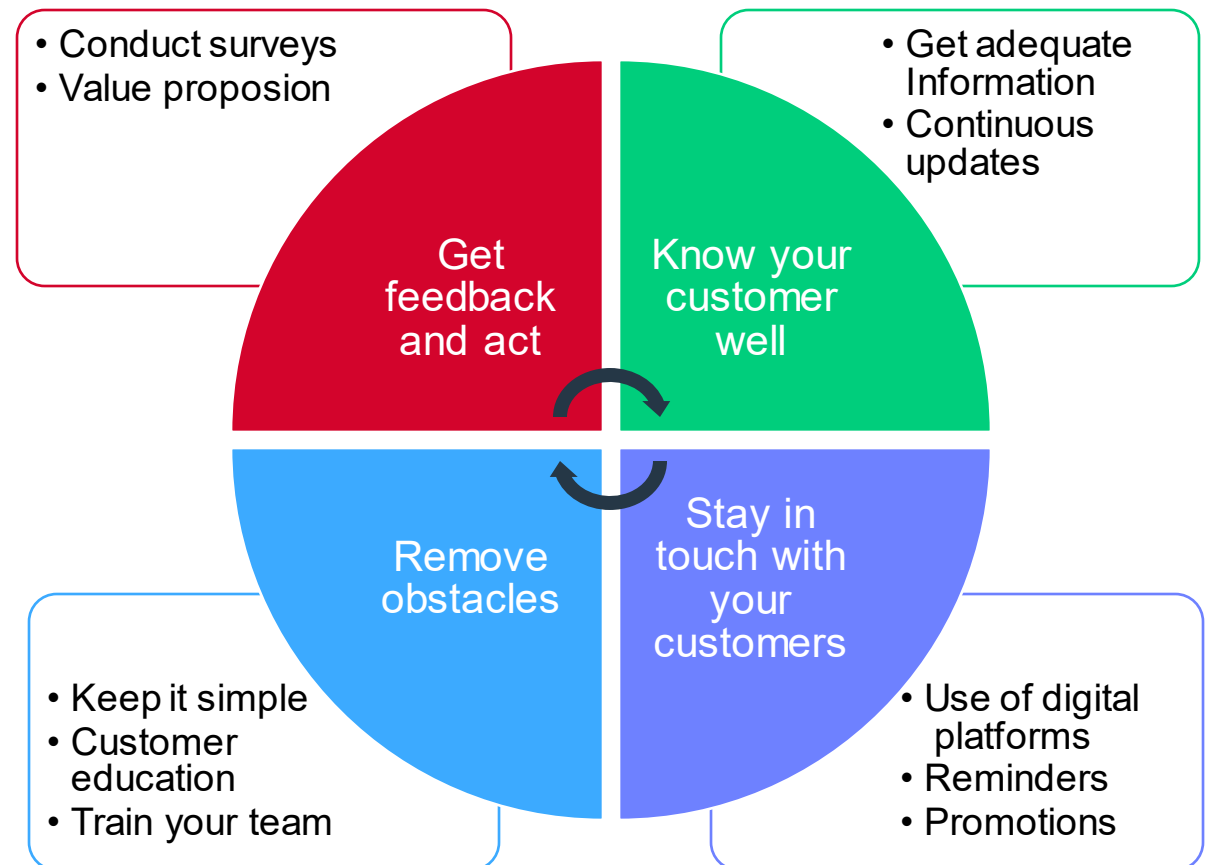 • Conduct surveys
• Value proposion
• Get adequate
Information
• Continuous
updates
Get
feedback
and act
Know your
customer
well
Remove
obstacles
Stay in
touch with
your
customers
• Keep it simple
• Customer
education
• Train your team
• Use of digital
platforms
• Reminders
• Promotions